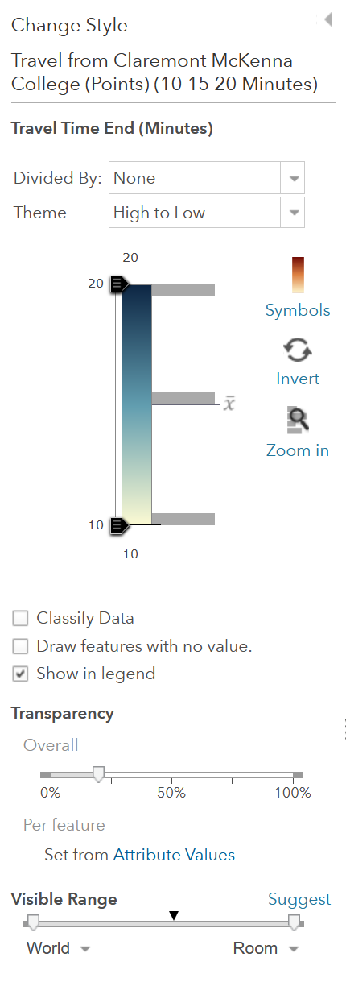 Change Style
Travel from Claremont McKenna
College (Points) (10 15 20 Minutes)
Travel Time End (Minutes)
Divided By: None
Theme High to Low
20
20
Symbols
Invert
x̄
Zoom in
10
10
Classify Data
Draw features with no value.
Show in legend
Transparency
Overall
0% 50% 100%
Per feature
Set from Attribute Values
Visible Range Suggest
World Room